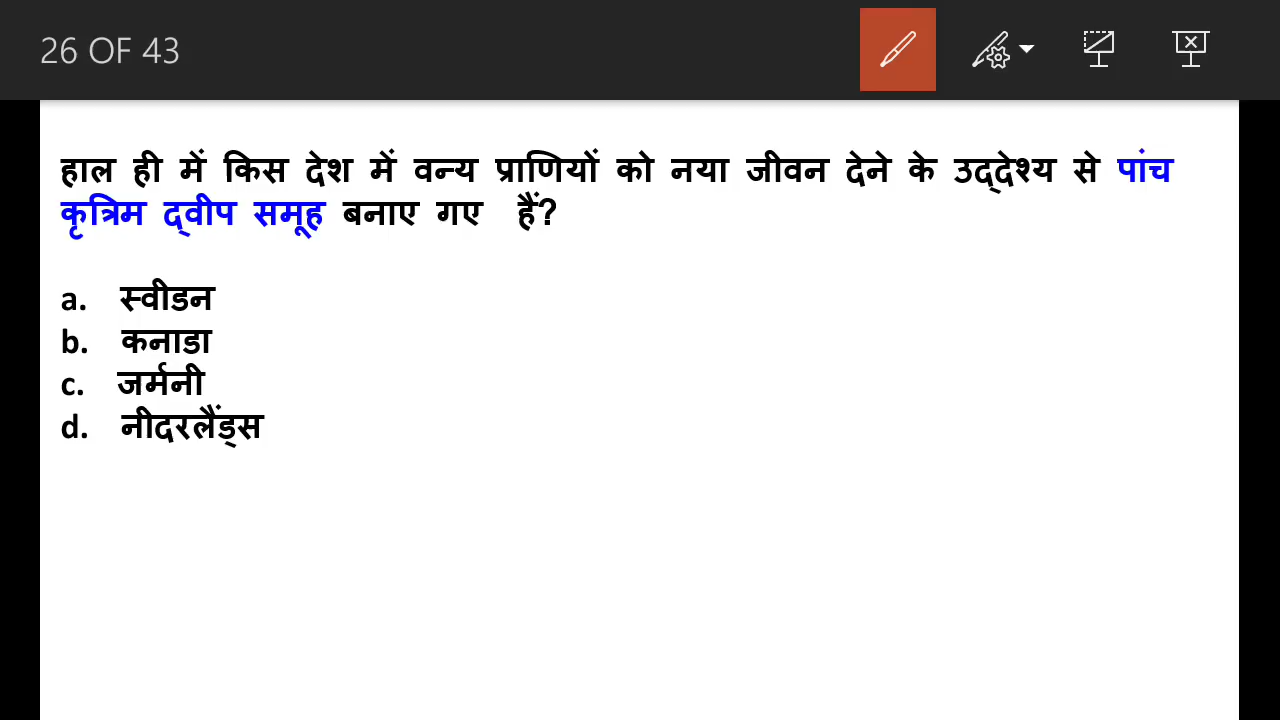 26 OF 43
हाल ही में किस देश में वन्य प्राणियों को नया जीवन देने के उद्देश्य से पांच
कृत्रिम द्वीप समूह बनाए गए हैं?
a. स्वीडन
b. कनाडा
c. जर्मनी
d. नीदरलैंड्स